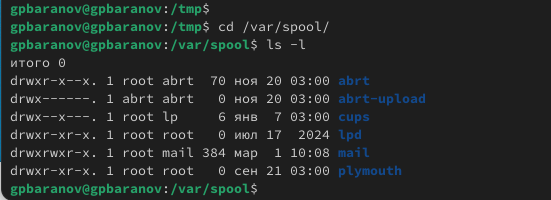 gpbaranov@gpbaranov:/tmp$
gpbaranov@gpbaranov:/tmp$ cd /var/spool/
gpbaranov@gpbaranov:/var/spool$ ls -l
итого 0
drwxr-x--x. 1 root abrt  70 ноя 20 03:00 abrt
drwx------. 1 abrt abrt   0 ноя 20 03:00 abrt-upload
drwx--x---. 1 root lp     6 янв  7 03:00 cups
drwxr-xr-x. 1 root root   0 июл 17  2024 lpd
drwxrwxr-x. 1 root mail 384 мар  1 10:08 mail
drwxr-xr-x. 1 root root   0 сен 21 03:00 plymouth
gpbaranov@gpbaranov:/var/spool$